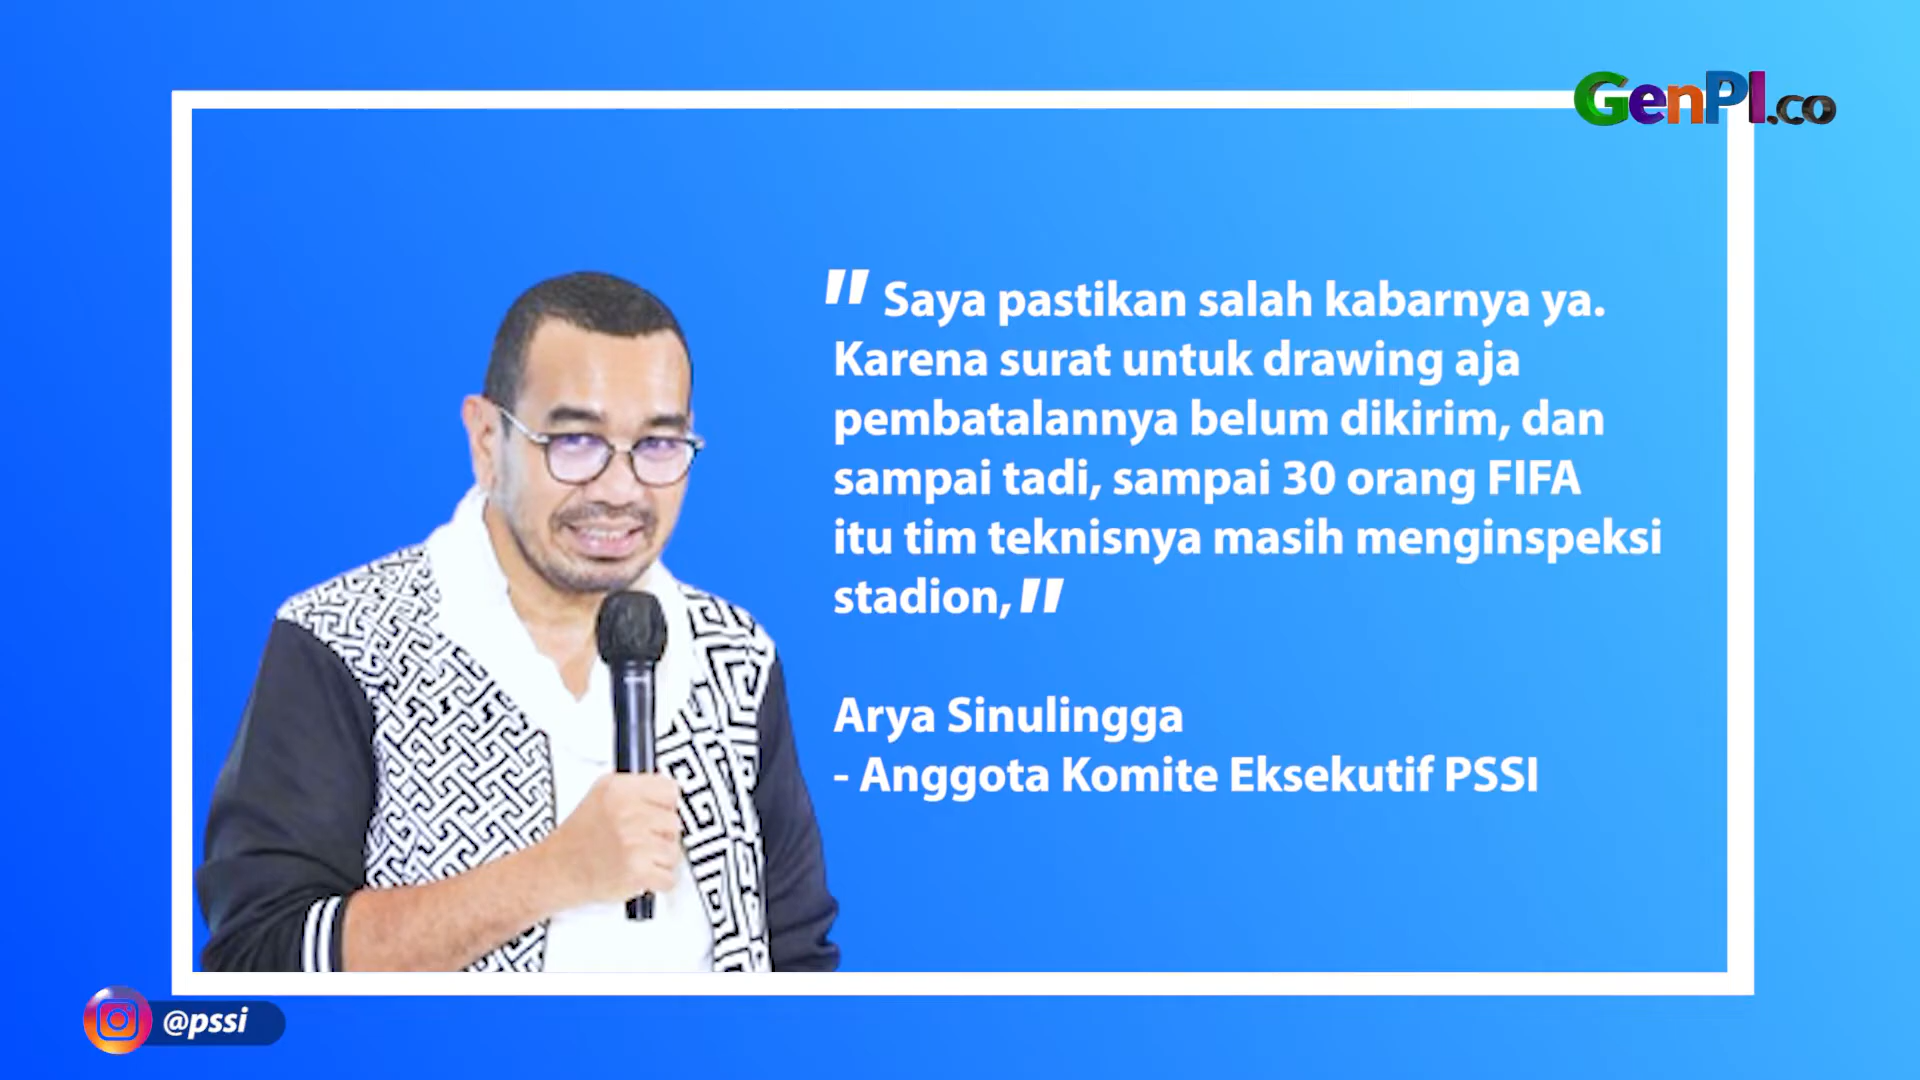 GenPI.co
" Saya pastikan salah kabarnya ya.
Karena surat untuk drawing aja
pembatalannya belum dikirim, dan
sampai tadi, sampai 30 orang FIFA
itu tim teknisnya masih menginspeksi
stadion, "
Arya Sinulingga
- Anggota Komite Eksekutif PSSI
@pssi